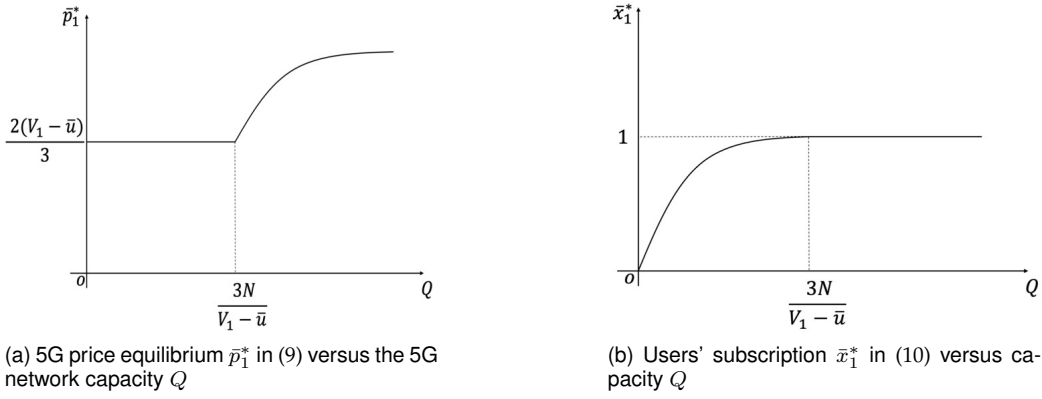 p̄₁*
2(V₁ − ū)
3
o
3N
V₁ − ū
Q
(a) 5G price equilibrium p̄₁* in (9) versus the 5G
network capacity Q
x̄₁*
1
o
3N
V₁ − ū
Q
(b) Users' subscription x̄₁* in (10) versus ca-
pacity Q